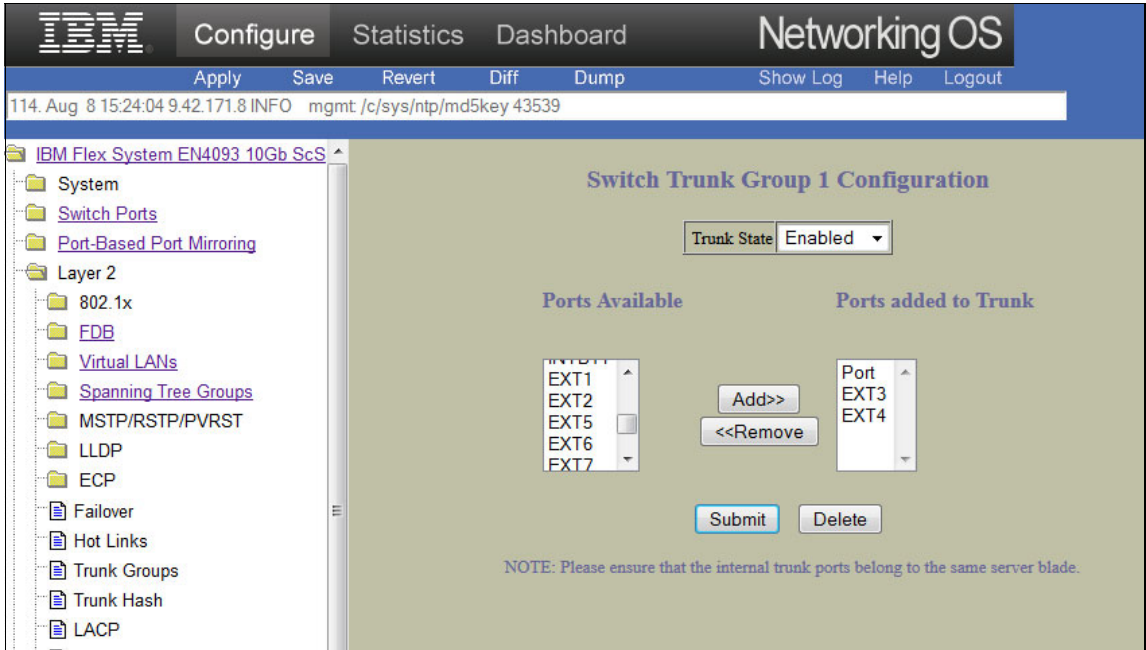 IBM Configure Statistics Dashboard Networking OS
Apply Save Revert Diff Dump Show Log Help Logout
114. Aug 8 15:24:04 9.42.171.8 INFO mgmt: /c/sys/ntp/md5key 43539
IBM Flex System EN4093 10Gb ScS
System
Switch Ports
Port-Based Port Mirroring
Layer 2
802.1x
FDB
Virtual LANs
Spanning Tree Groups
MSTP/RSTP/PVRST
LLDP
ECP
Failover
Hot Links
Trunk Groups
Trunk Hash
LACP
Switch Trunk Group 1 Configuration
Trunk State Enabled
Ports Available
Ports added to Trunk
EXT1
EXT2
EXT5
EXT6
EXT7
Add>>
<<Remove
Port
EXT3
EXT4
Submit Delete
NOTE: Please ensure that the internal trunk ports belong to the same server blade.